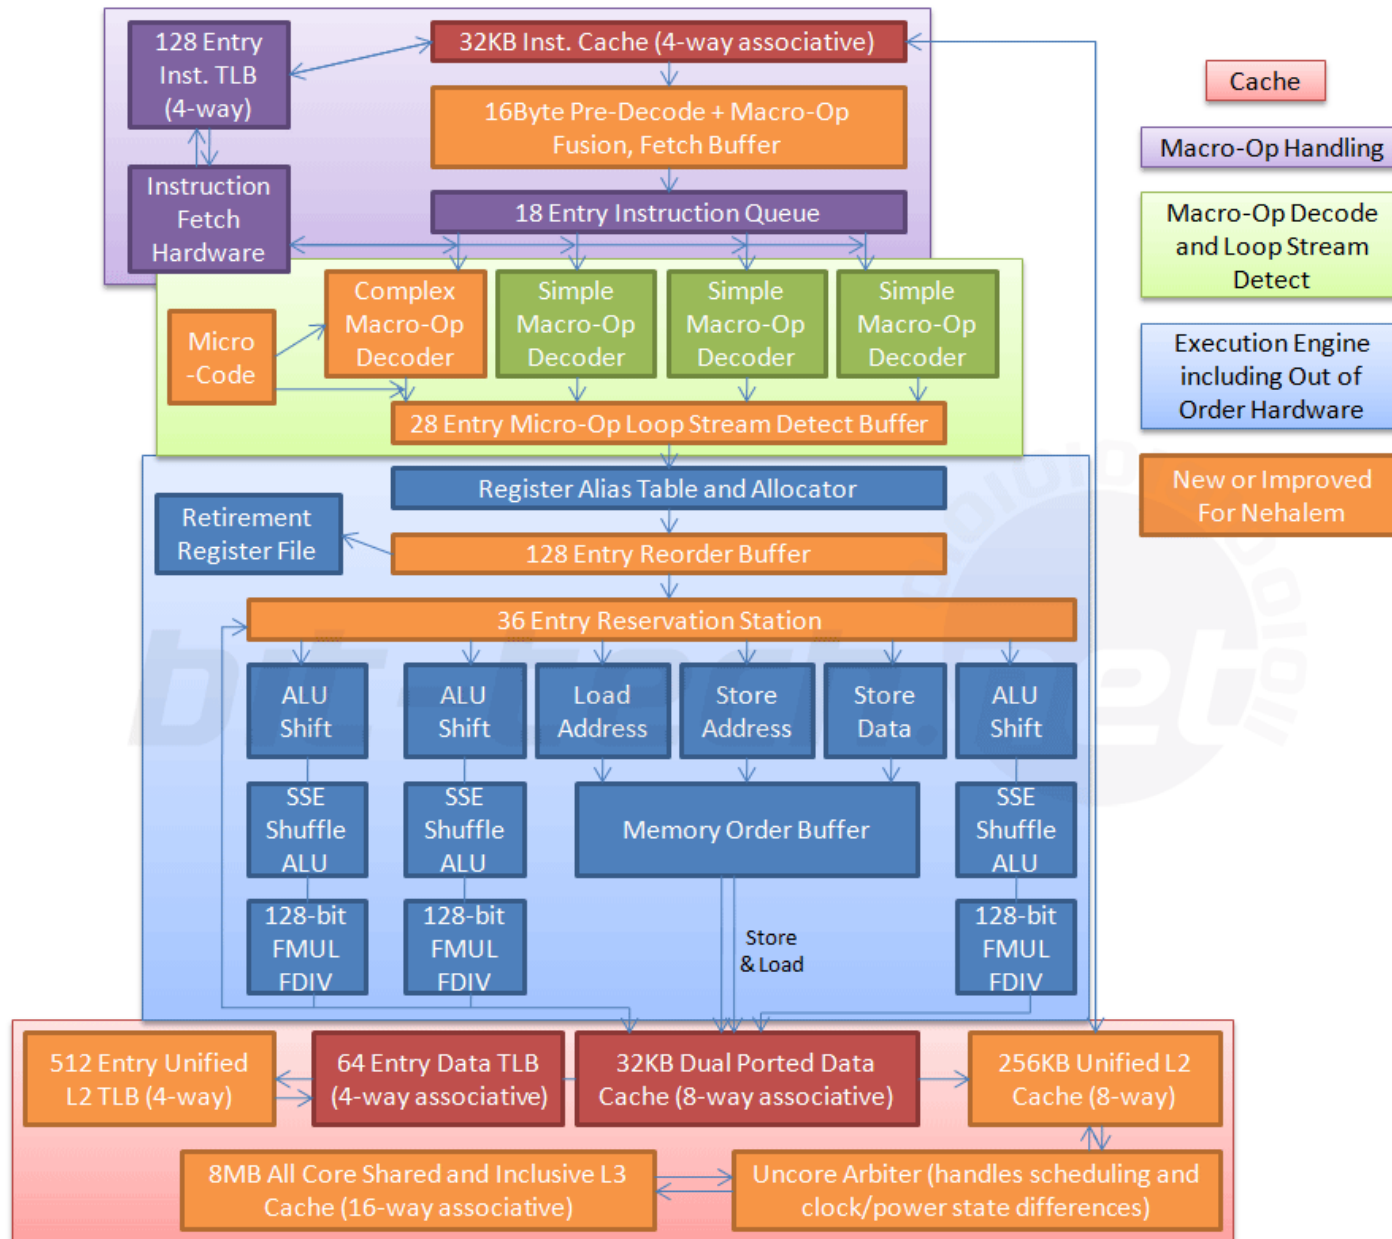 128 Entry
Inst. TLB
(4-way)
32KB Inst. Cache (4-way associative)
16Byte Pre-Decode + Macro-Op
Fusion, Fetch Buffer
Instruction
Fetch
Hardware
18 Entry Instruction Queue
Micro
-Code
Complex
Macro-Op
Decoder
Simple
Macro-Op
Decoder
Simple
Macro-Op
Decoder
Simple
Macro-Op
Decoder
28 Entry Micro-Op Loop Stream Detect Buffer
Register Alias Table and Allocator
Retirement
Register File
128 Entry Reorder Buffer
36 Entry Reservation Station
ALU
Shift
ALU
Shift
Load
Address
Store
Address
Store
Data
ALU
Shift
SSE
Shuffle
ALU
SSE
Shuffle
ALU
Memory Order Buffer
SSE
Shuffle
ALU
128-bit
FMUL
FDIV
128-bit
FMUL
FDIV
Store
& Load
128-bit
FMUL
FDIV
512 Entry Unified
L2 TLB (4-way)
64 Entry Data TLB
(4-way associative)
32KB Dual Ported Data
Cache (8-way associative)
256KB Unified L2
Cache (8-way)
8MB All Core Shared and Inclusive L3
Cache (16-way associative)
Uncore Arbiter (handles scheduling and
clock/power state differences)
Cache
Macro-Op Handling
Macro-Op Decode
and Loop Stream
Detect
Execution Engine
including Out of
Order Hardware
New or Improved
For Nehalem
bit-tech.net